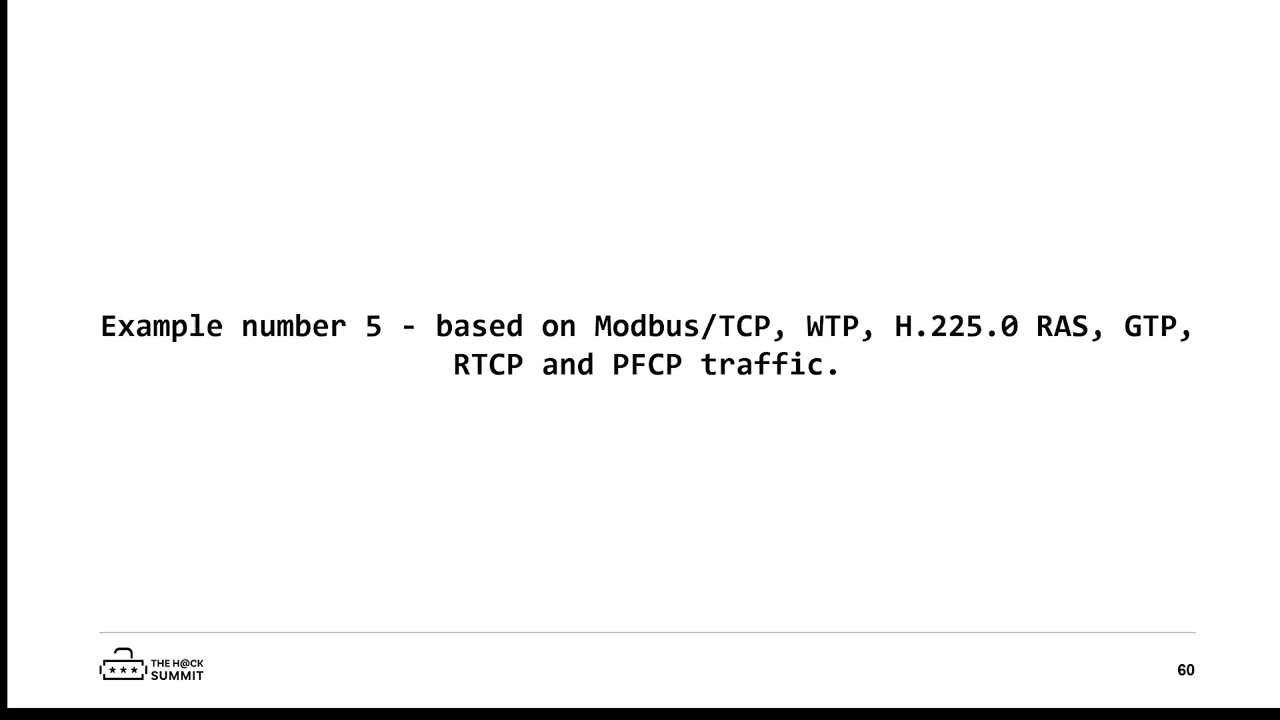 Example number 5 - based on Modbus/TCP, WTP, H.225.0 RAS, GTP,
RTCP and PFCP traffic.
THE H@CK
SUMMIT
60